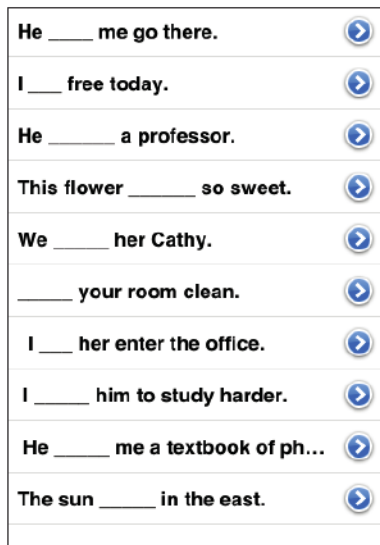 He ____ me go there.
I ___ free today.
He ______ a professor.
This flower ______ so sweet.
We _____ her Cathy.
_____ your room clean.
I ___ her enter the office.
I _____ him to study harder.
He _____ me a textbook of ph...
The sun _____ in the east.